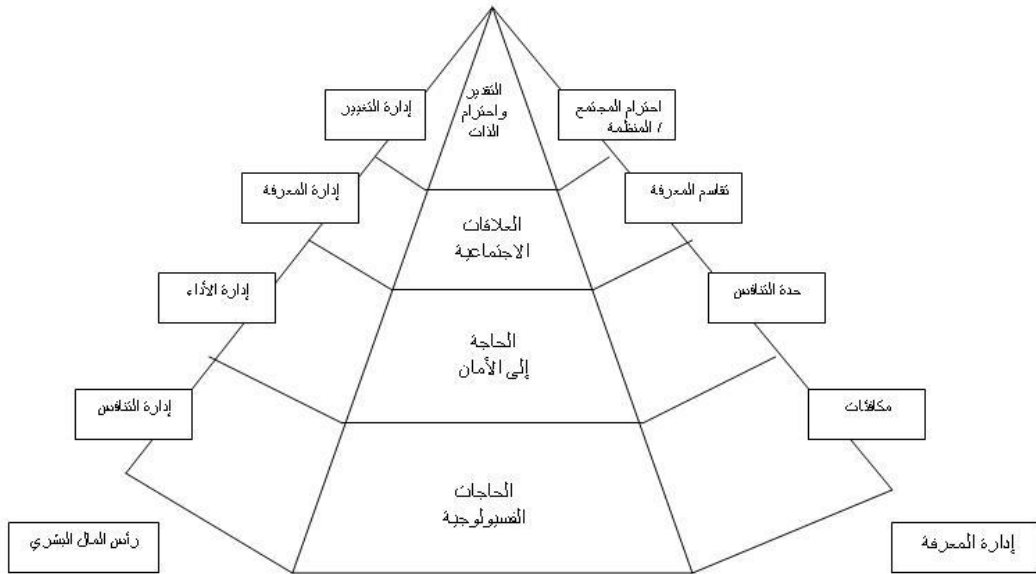 التقدير
واحترام
الذات
احترام المجتمع
/ المنظمة
إدارة التغيير
تقاسم المعرفة
إدارة المعرفة
العلاقات
الاجتماعية
حدة التنافس
إدارة الأداء
الحاجة
إلى الأمان
مكافئات
إدارة التنافس
الحاجات
الفسيولوجية
إدارة المعرفة
رأس المال البشري